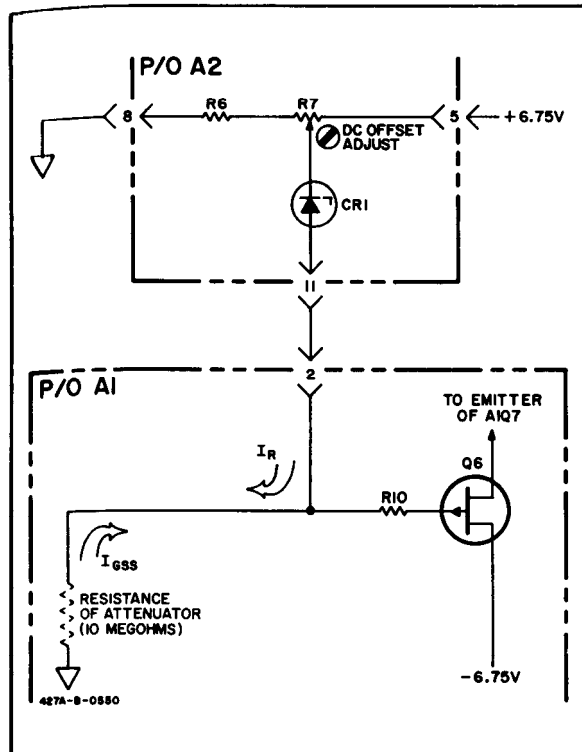 P/O A2
8
R6
R7
5
+6.75V
DC OFFSET
ADJUST
CR1
11
2
P/O A1
TO EMITTER
OF A1Q7
Q6
IR
R10
IGSS
RESISTANCE
OF ATTENUATOR
(10 MEGOHMS)
-6.75V
427A-B-0550